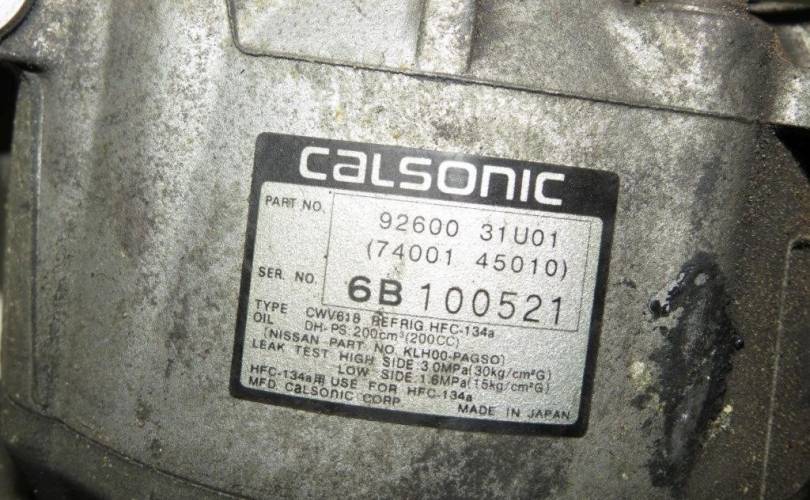 CALSONIC
PART NO. 92600 31U01
(74001 45010)
SER. NO. 6B 100521
TYPE CWV618 REFRIG HFC-134a
OIL DH-PS 200cm³(200CC)
(NISSAN PART NO. KLH00-PAGSO)
LEAK TEST HIGH SIDE 3.0MPa(30kg/cm²G)
LOW SIDE 1.6MPa(15kg/cm²G)
HFC-134a用 USE FOR HFC-134a
MFD. CALSONIC CORP. MADE IN JAPAN